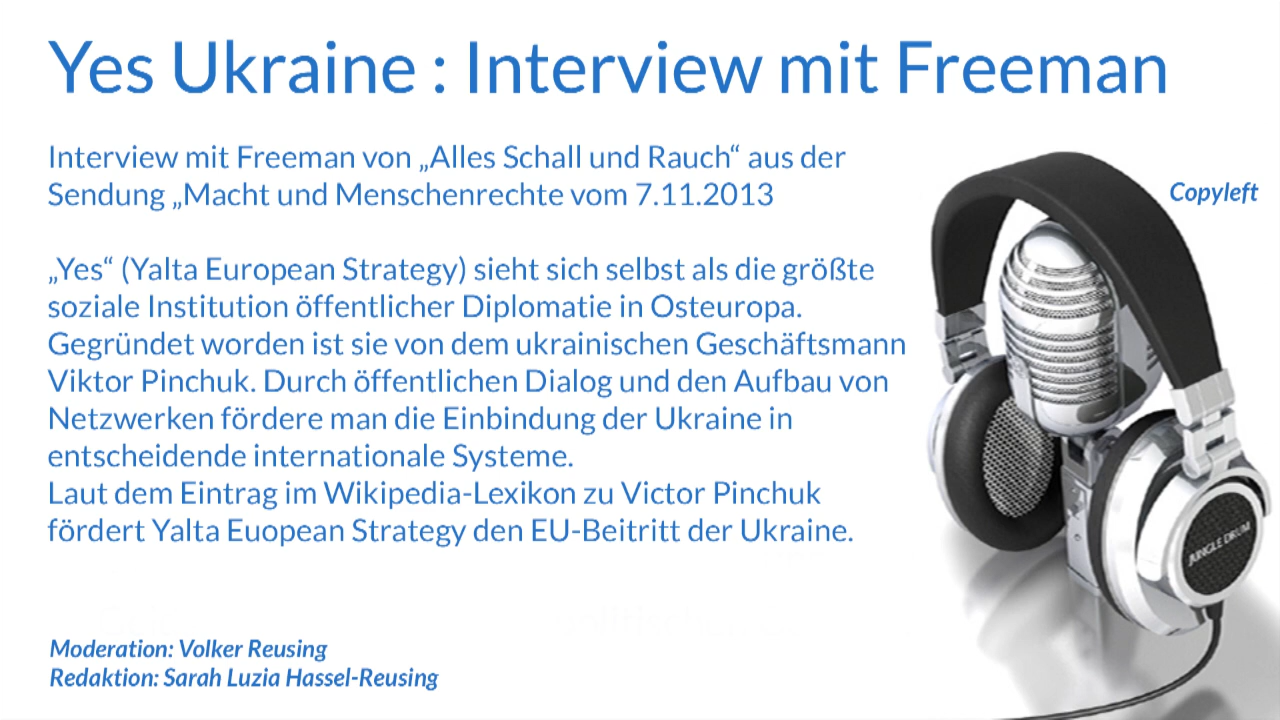 Yes Ukraine : Interview mit Freeman
Interview mit Freeman von „Alles Schall und Rauch“ aus der
Sendung „Macht und Menschenrechte vom 7.11.2013
Copyleft
„Yes“ (Yalta European Strategy) sieht sich selbst als die größte
soziale Institution öffentlicher Diplomatie in Osteuropa.
Gegründet worden ist sie von dem ukrainischen Geschäftsmann
Viktor Pinchuk. Durch öffentlichen Dialog und den Aufbau von
Netzwerken fördere man die Einbindung der Ukraine in
entscheidende internationale Systeme.
Laut dem Eintrag im Wikipedia-Lexikon zu Victor Pinchuk
fördert Yalta Euopean Strategy den EU-Beitritt der Ukraine.
JUNGLE DRUM
Moderation: Volker Reusing
Redaktion: Sarah Luzia Hassel-Reusing